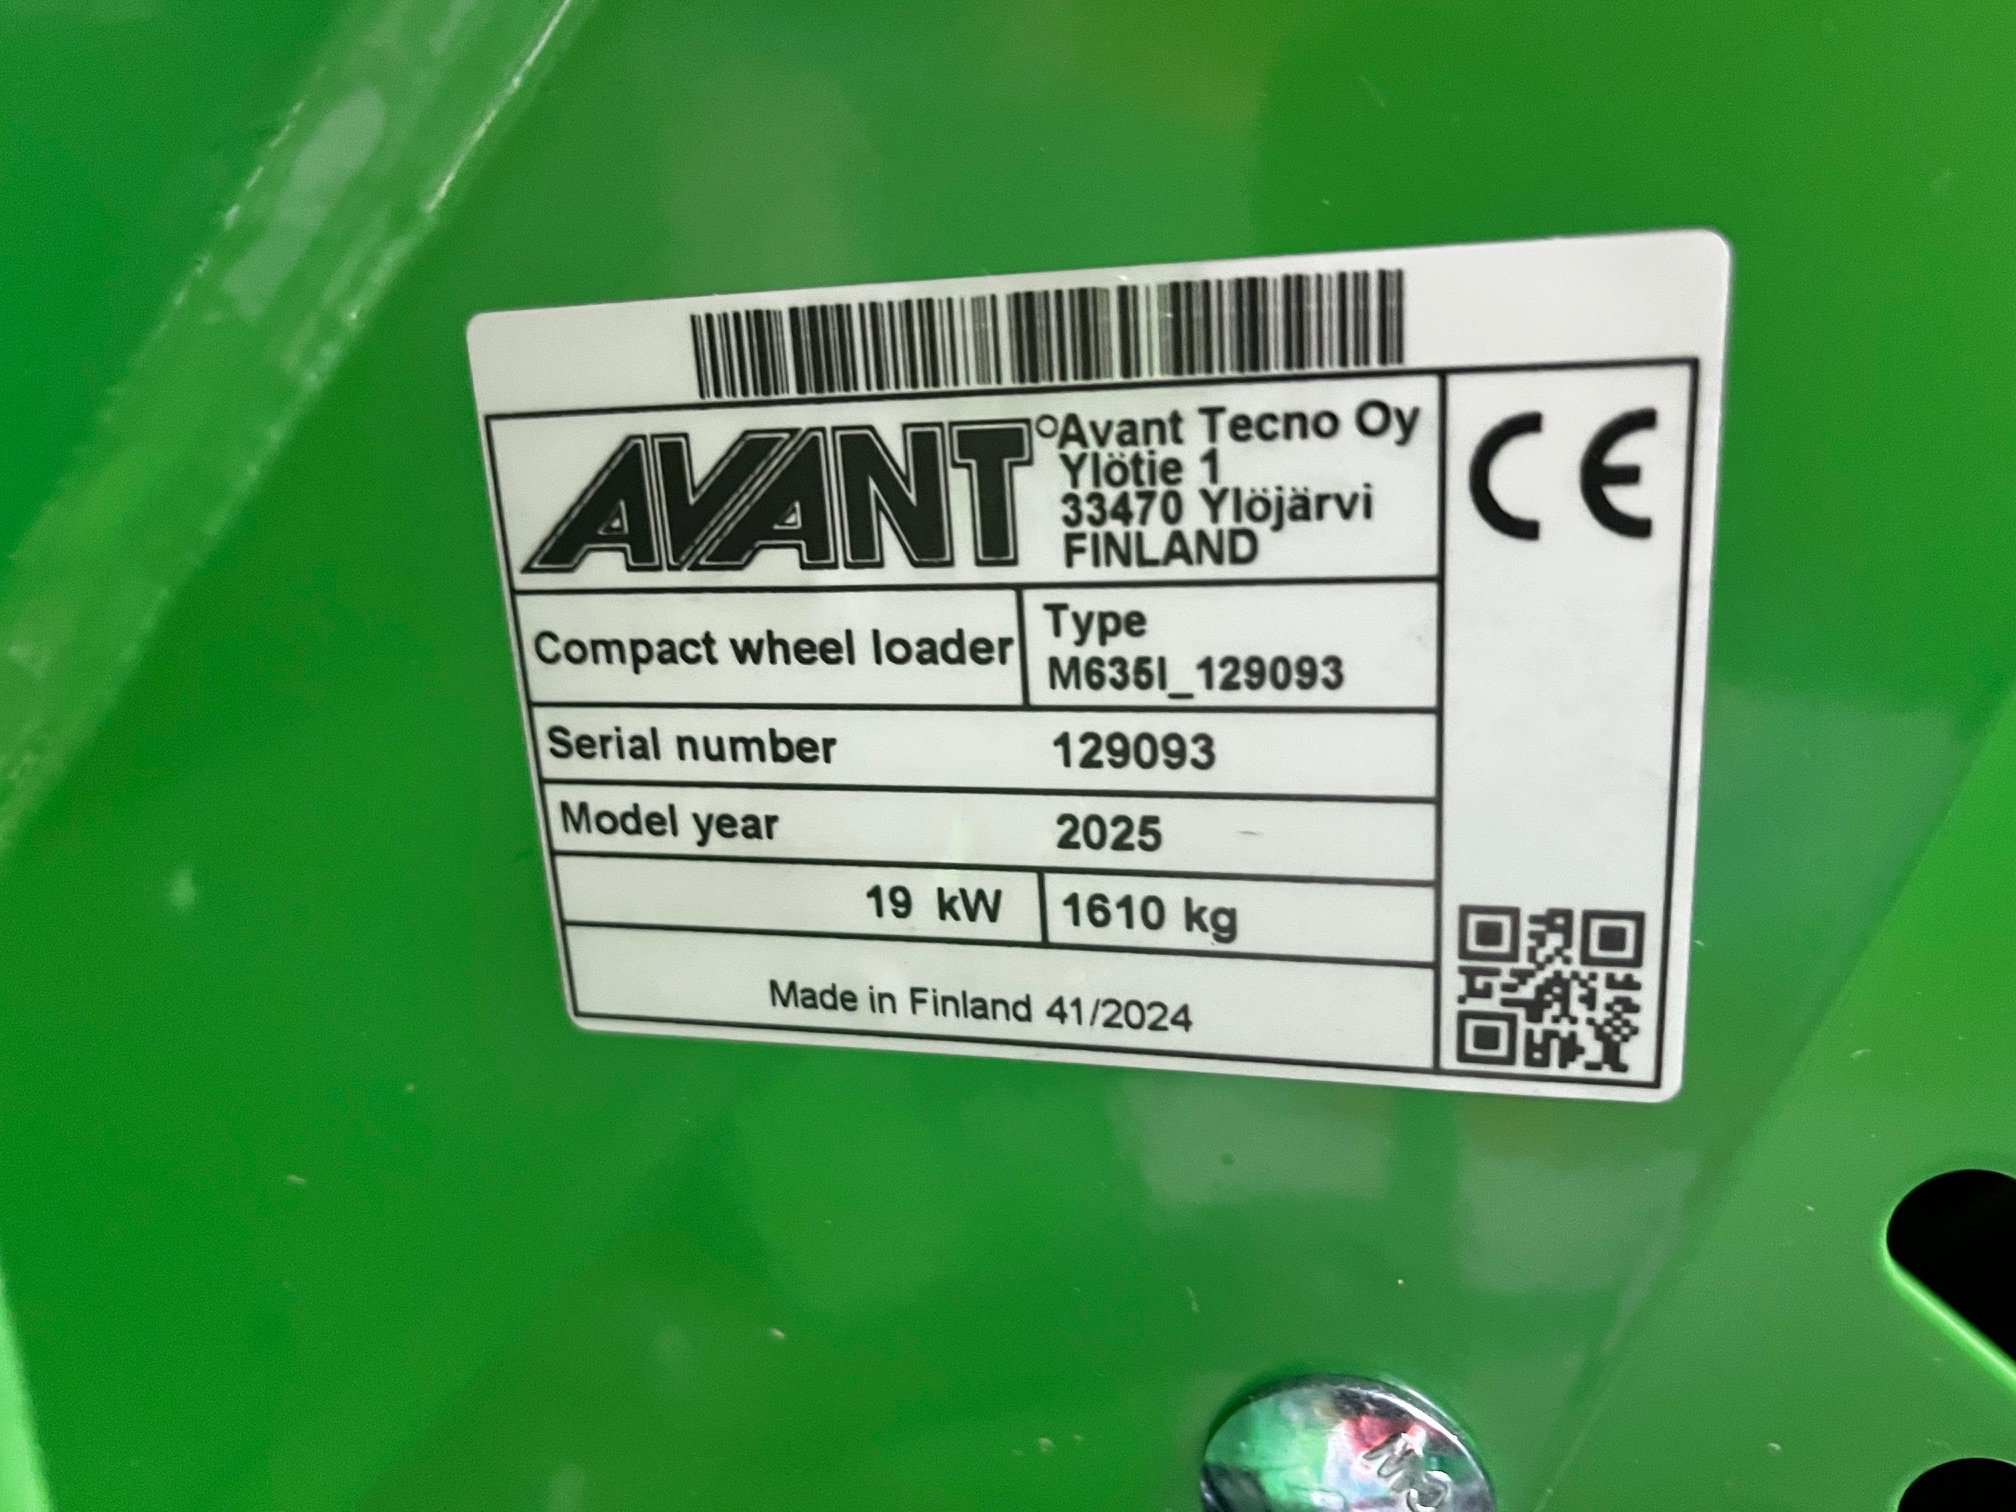 AVANT
Avant Tecno Oy
Ylötie 1
33470 Ylöjärvi
FINLAND
CE
Compact wheel loader
Type
M635I_129093
Serial number 129093
Model year 2025
19 kW 1610 kg
Made in Finland 41/2024